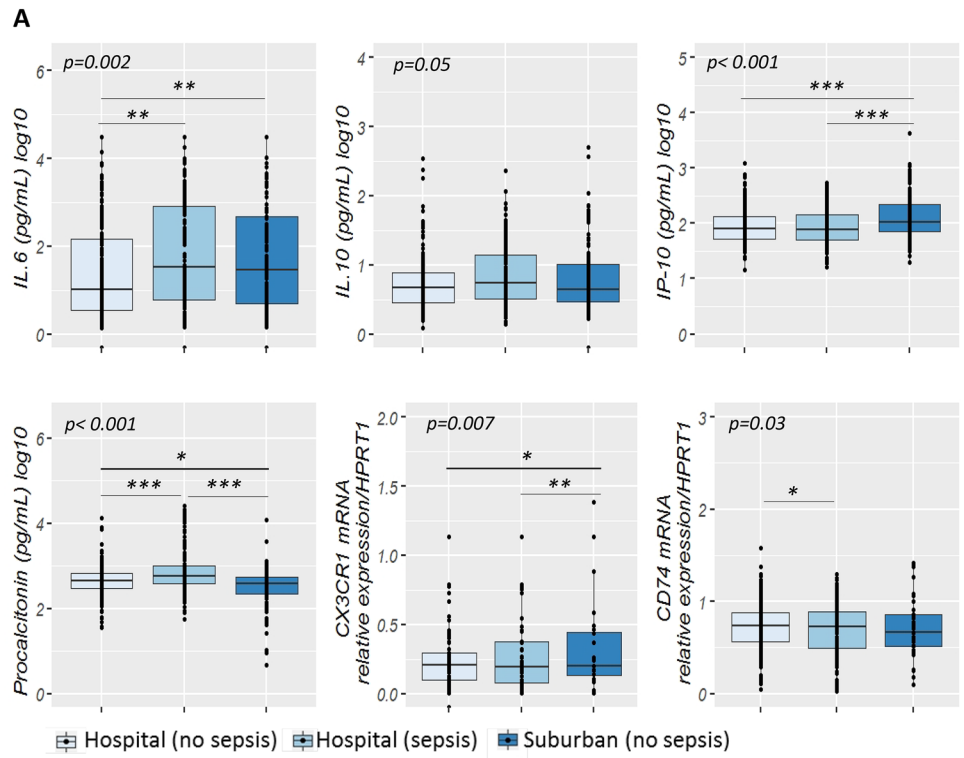 A
p=0.002
**
**
IL.6 (pg/mL) log10
6
4
2
0
p=0.05
IL.10 (pg/mL) log10
4
3
2
1
0
p< 0.001
***
***
IP-10 (pg/mL) log10
5
4
3
2
1
0
p< 0.001
*
***
***
Procalcitonin (pg/mL) log10
6
4
2
0
p=0.007
*
**
CX3CR1 mRNA
relative expression/HPRT1
2.0
1.5
1.0
0.5
0.0
p=0.03
*
CD74 mRNA
relative expression/HPRT1
3
2
1
0
Hospital (no sepsis) Hospital (sepsis) Suburban (no sepsis)